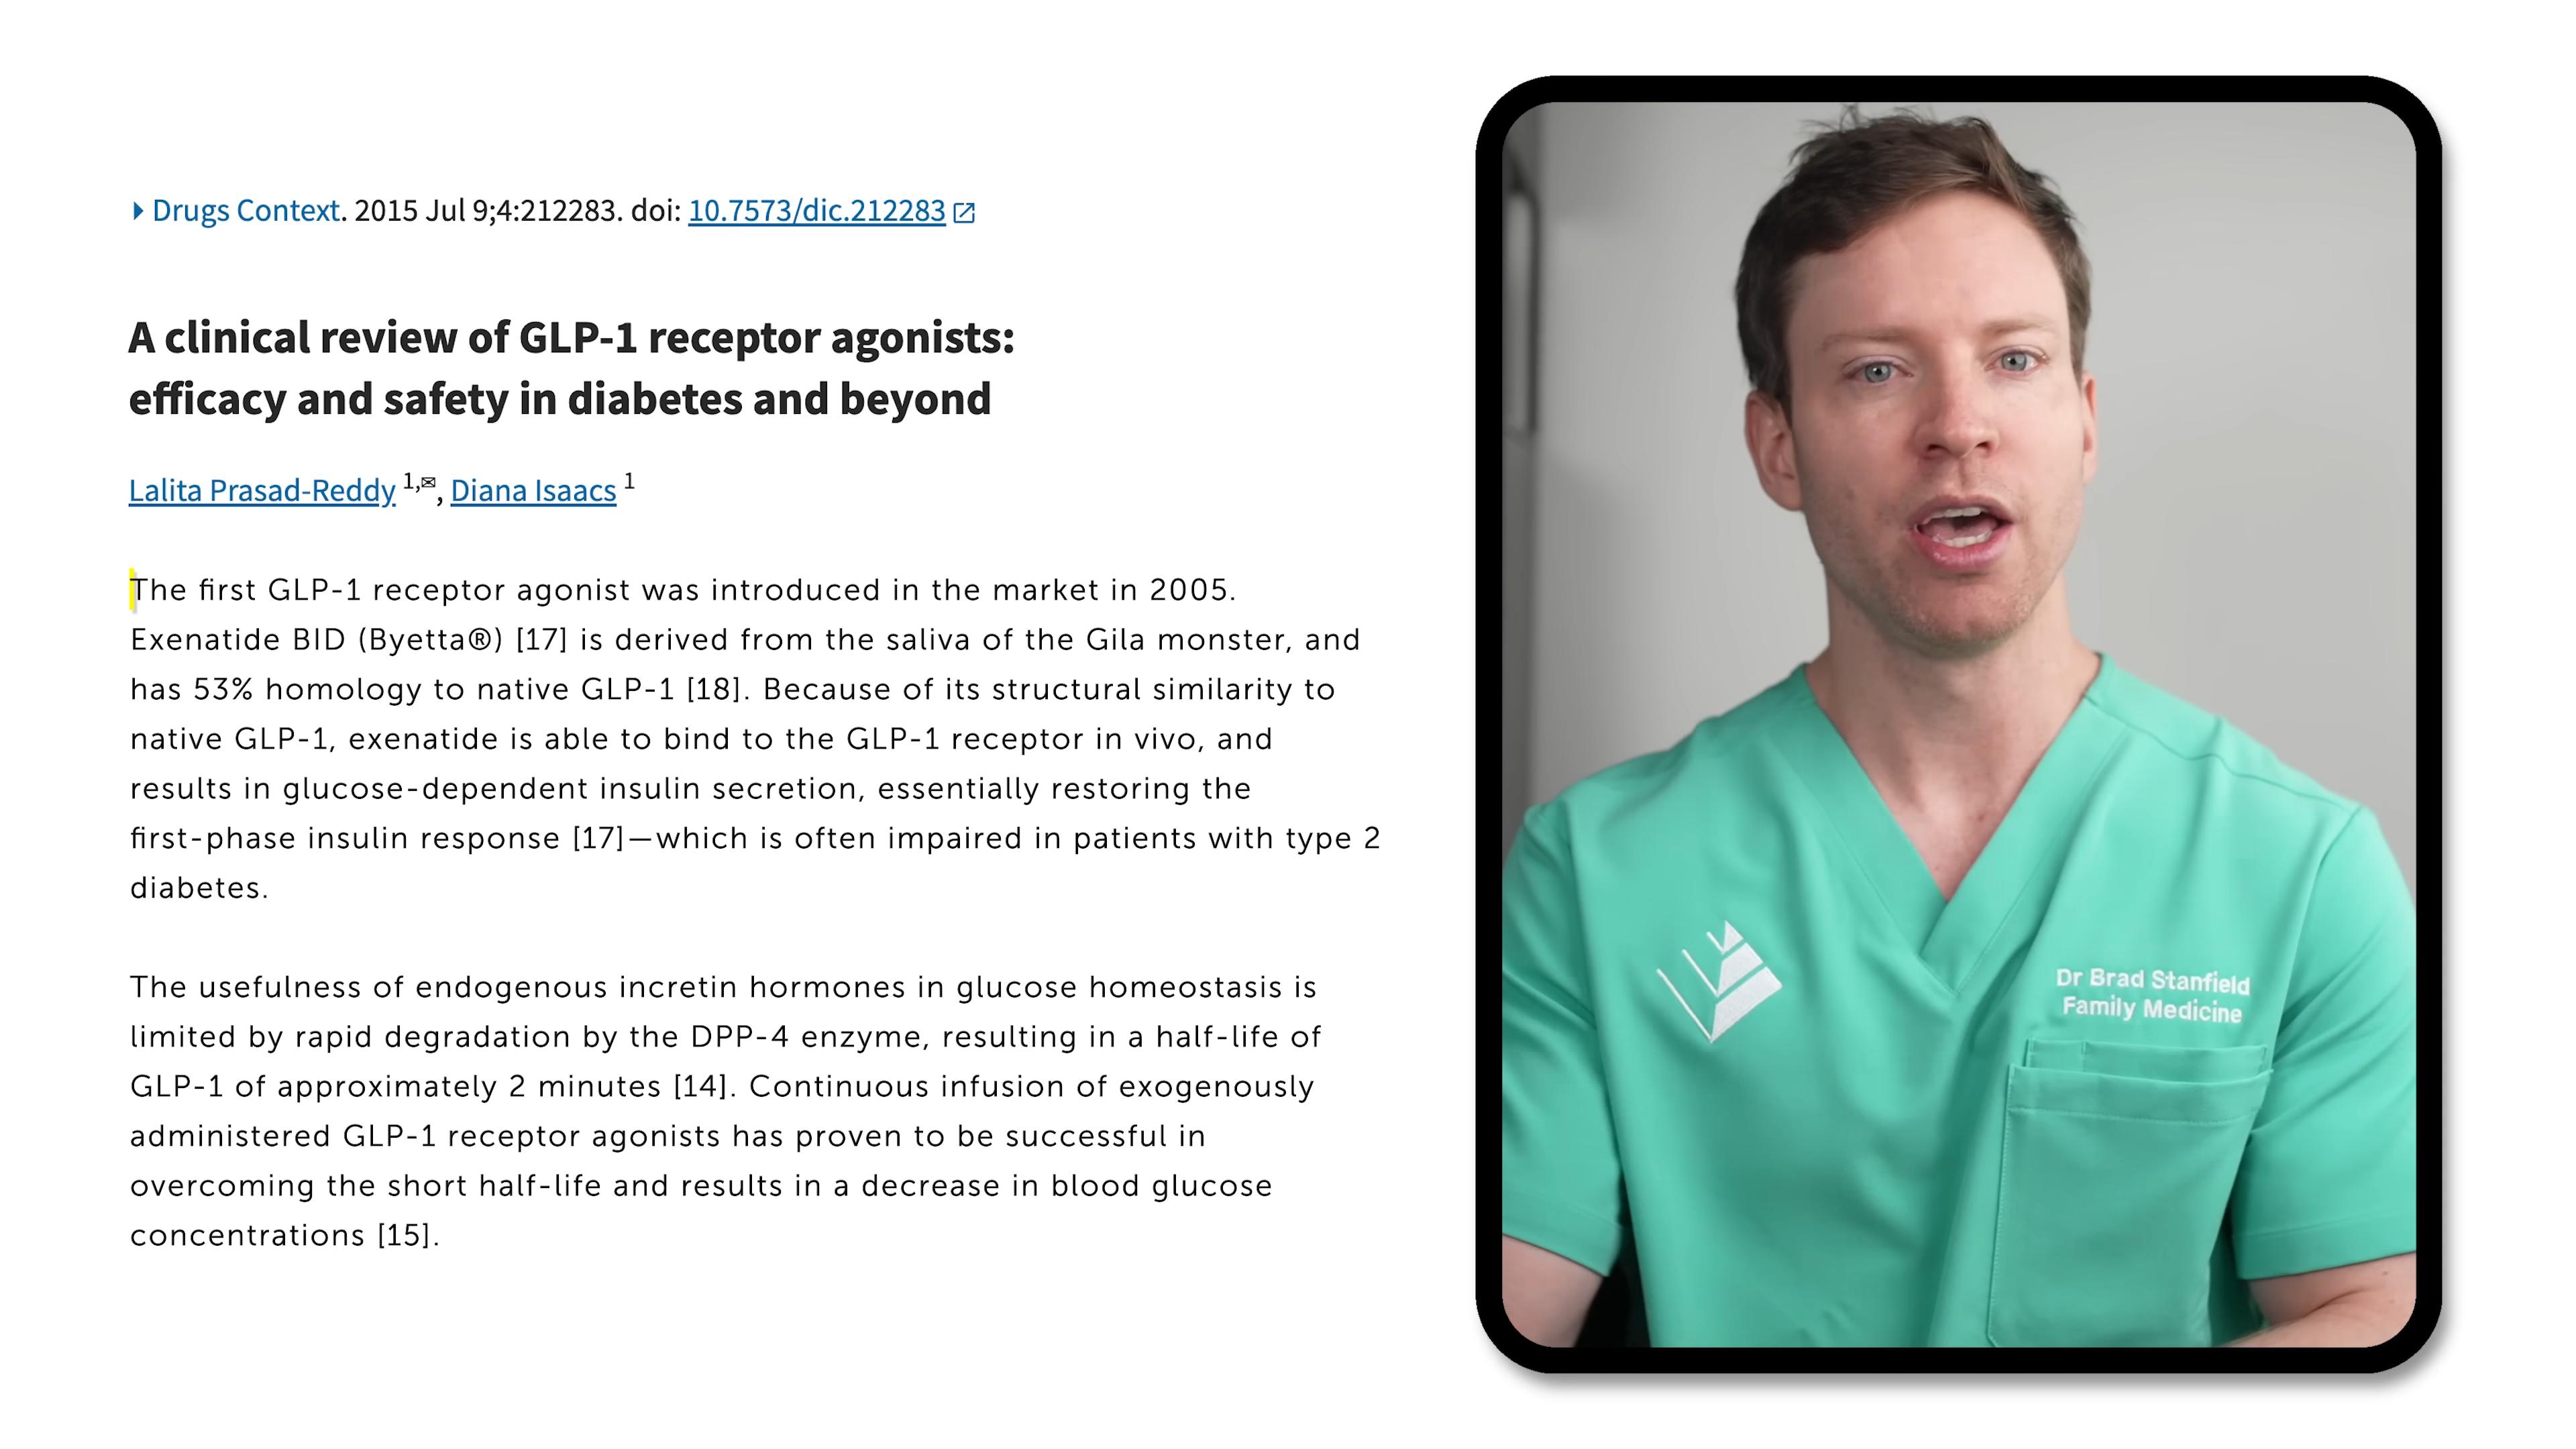 Drugs Context. 2015 Jul 9;4:212283. doi: 10.7573/dic.212283
A clinical review of GLP-1 receptor agonists:
efficacy and safety in diabetes and beyond
Lalita Prasad-Reddy 1,✉, Diana Isaacs 1
The first GLP-1 receptor agonist was introduced in the market in 2005.
Exenatide BID (Byetta®) [17] is derived from the saliva of the Gila monster, and
has 53% homology to native GLP-1 [18]. Because of its structural similarity to
native GLP-1, exenatide is able to bind to the GLP-1 receptor in vivo, and
results in glucose-dependent insulin secretion, essentially restoring the
first-phase insulin response [17]—which is often impaired in patients with type 2
diabetes.
The usefulness of endogenous incretin hormones in glucose homeostasis is
limited by rapid degradation by the DPP-4 enzyme, resulting in a half-life of
GLP-1 of approximately 2 minutes [14]. Continuous infusion of exogenously
administered GLP-1 receptor agonists has proven to be successful in
overcoming the short half-life and results in a decrease in blood glucose
concentrations [15].
Dr Brad Stanfield
Family Medicine